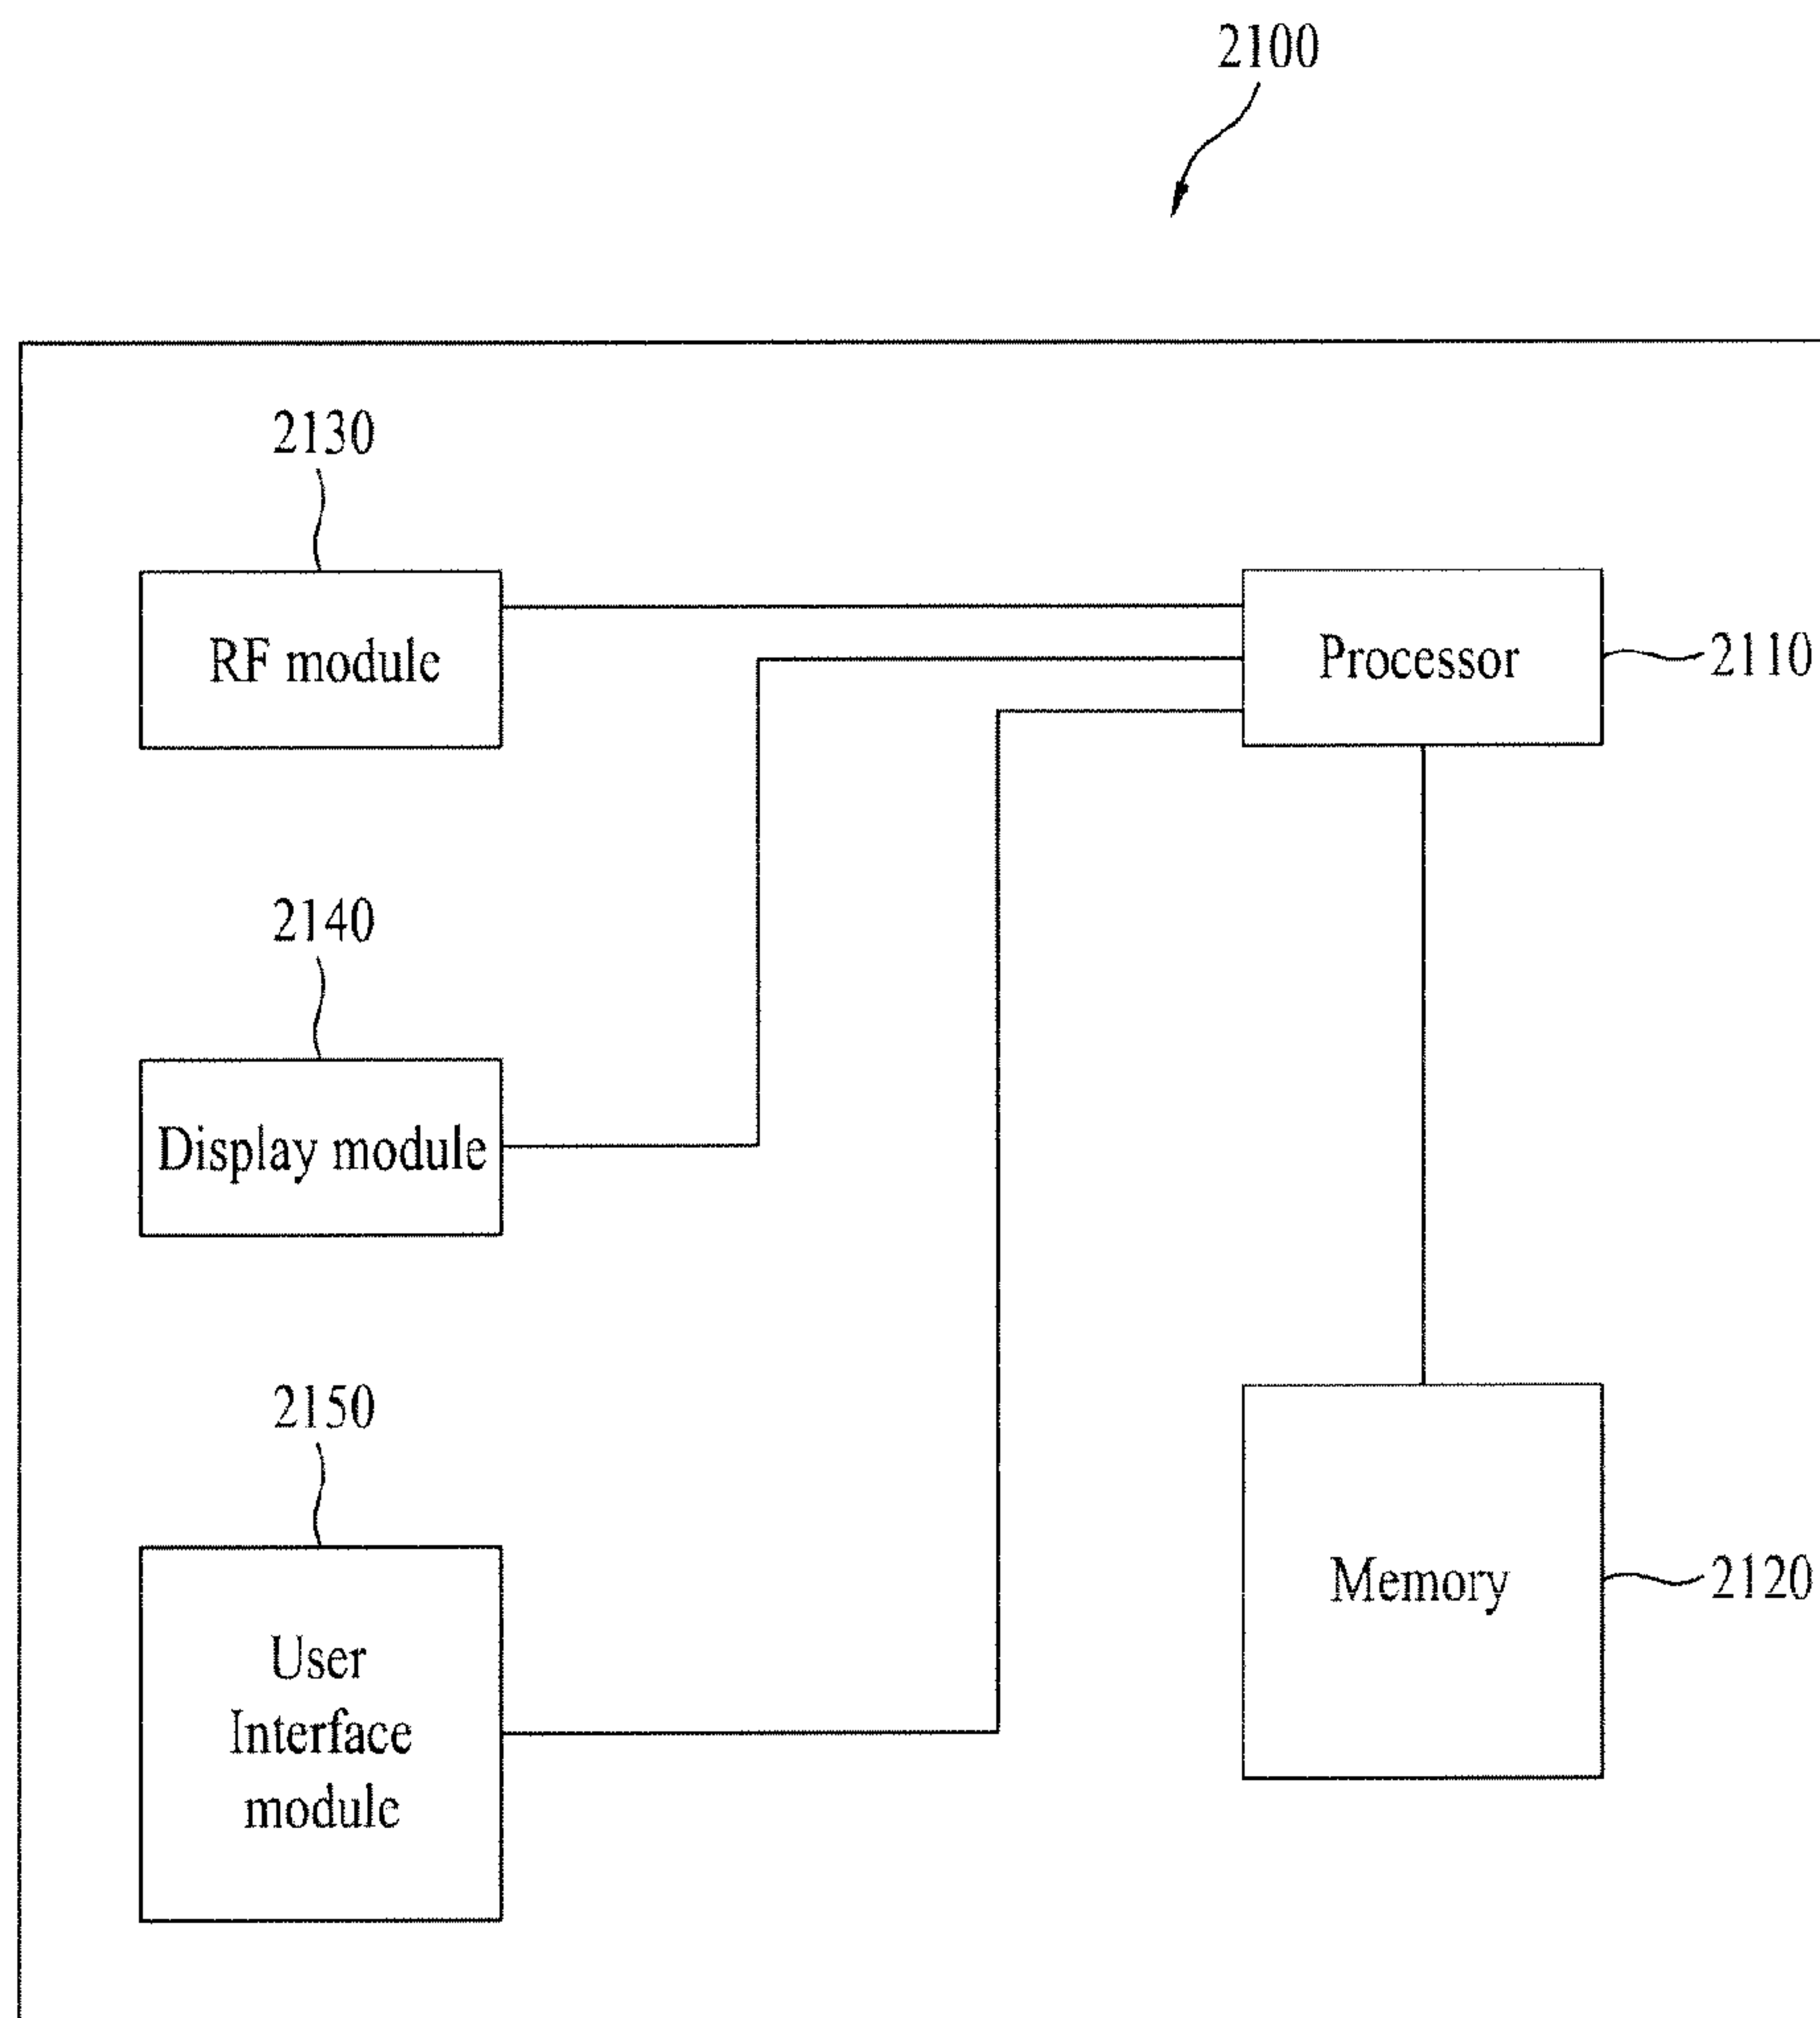 2100
2130
RF module
Processor
2110
2140
Display module
2150
User
Interface
module
Memory
2120